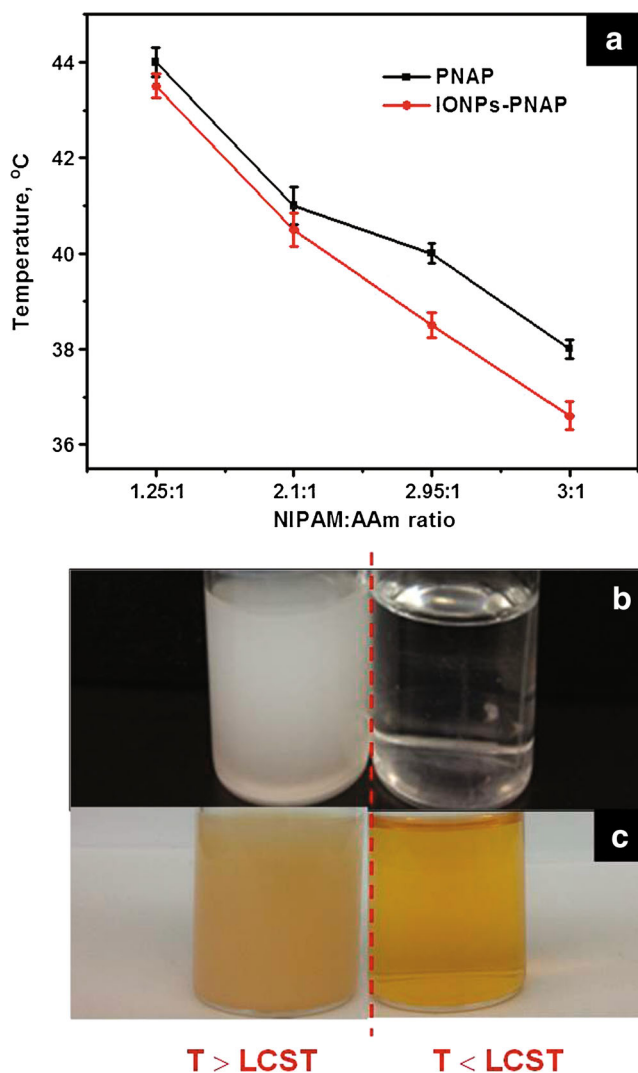 a
44
42
40
38
36
Temperature, °C
PNAP
IONPs-PNAP
1.25:1 2.1:1 2.95:1 3:1
NIPAM:AAm ratio
b
c
T > LCST T < LCST